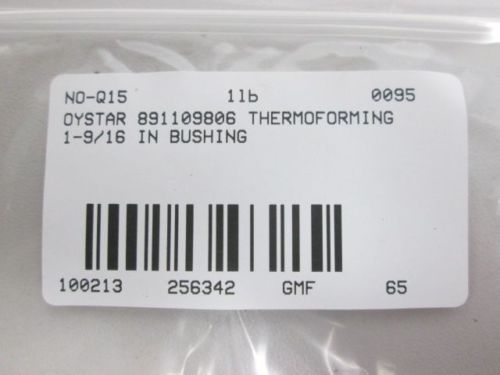 NO-Q15 1lb 0095
OYSTAR 891109806 THERMOFORMING
1-9/16 IN BUSHING
100213 256342 GMF 65